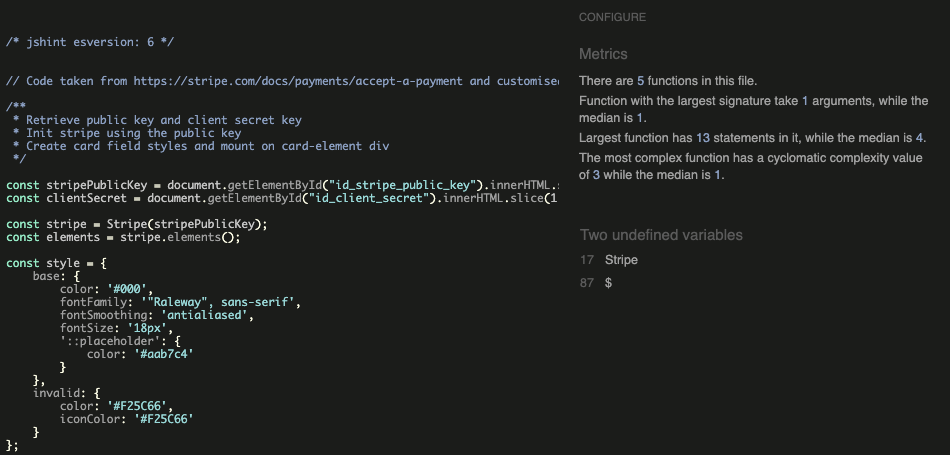 /* jshint esversion: 6 */
// Code taken from https://stripe.com/docs/payments/accept-a-payment and customise
/**
 * Retrieve public key and client secret key
 * Init stripe using the public key
 * Create card field styles and mount on card-element div
 */
const stripePublicKey = document.getElementById("id_stripe_public_key").innerHTML.
const clientSecret = document.getElementById("id_client_secret").innerHTML.slice(1
const stripe = Stripe(stripePublicKey);
const elements = stripe.elements();
const style = {
    base: {
        color: '#000',
        fontFamily: '"Raleway", sans-serif',
        fontSmoothing: 'antialiased',
        fontSize: '18px',
        '::placeholder': {
            color: '#aab7c4'
        }
    },
    invalid: {
        color: '#F25C66',
        iconColor: '#F25C66'
    }
};
CONFIGURE
Metrics
There are 5 functions in this file.
Function with the largest signature take 1 arguments, while the
median is 1.
Largest function has 13 statements in it, while the median is 4.
The most complex function has a cyclomatic complexity value
of 3 while the median is 1.
Two undefined variables
17 Stripe
87 $